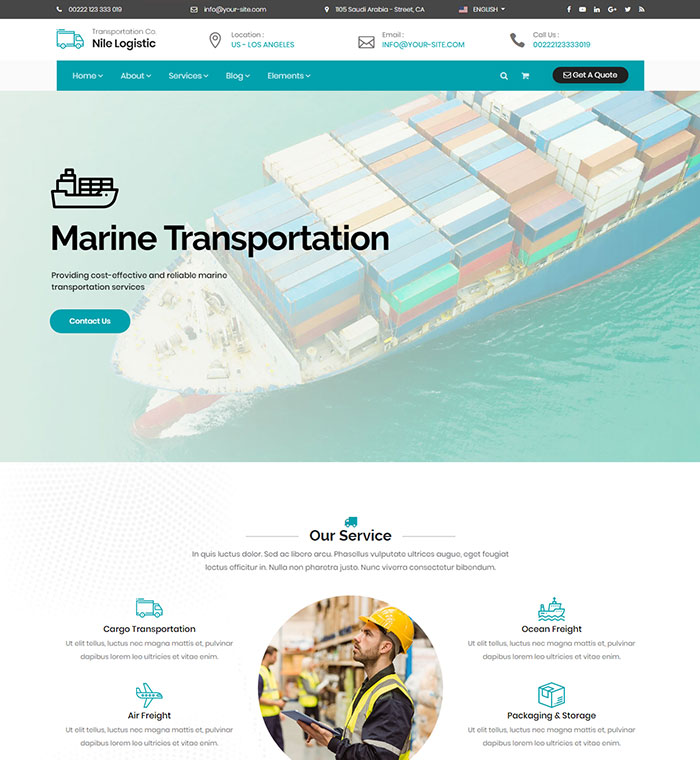 00222 123 333 019
info@your-site.com
1105 Saudi Arabia - Street, CA
ENGLISH
Transportation Co.
Nile Logistic
Location :
US - LOS ANGELES
Email :
INFO@YOUR-SITE.COM
Call Us :
00222123333019
Home
About
Services
Blog
Elements
Get A Quote
Marine Transportation
Providing cost-effective and reliable marine
transportation services
Contact Us
Our Service
In quis luctus dolor. Sed ac libero arcu. Phasellus vulputate ultrices augue, eget feugiat
lectus efficitur in. Nulla non pharetra justo. Nunc viverra consectetur bibendum.
Cargo Transportation
Ut elit tellus, luctus nec magna mattis et, pulvinar
dapibus lorem leo ultricies et vitae enim.
Ocean Freight
Ut elit tellus, luctus nec magna mattis et, pulvinar
dapibus lorem leo ultricies et vitae enim.
Air Freight
Ut elit tellus, luctus nec magna mattis et, pulvinar
dapibus lorem leo ultricies et vitae enim.
Packaging & Storage
Ut elit tellus, luctus nec magna mattis et, pulvinar
dapibus lorem leo ultricies et vitae enim.